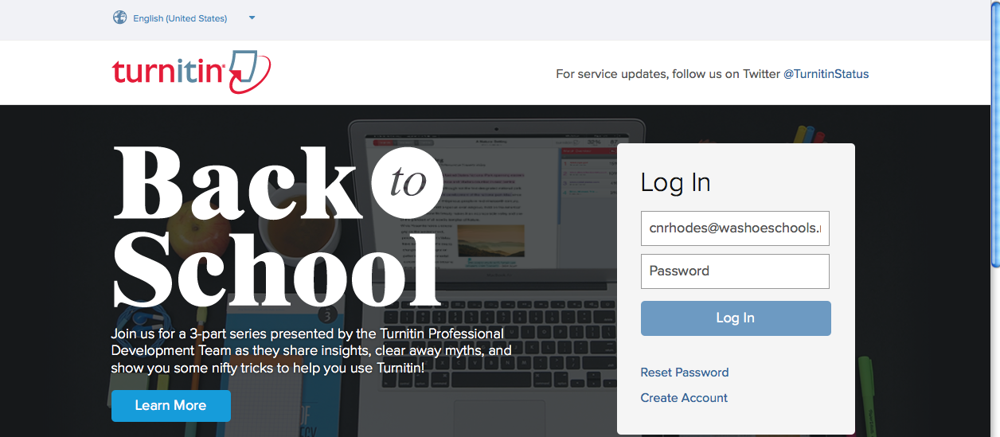 English (United States)
turnitin
For service updates, follow us on Twitter @TurnitinStatus
Back to
School
Join us for a 3-part series presented by the Turnitin Professional
Development Team as they share insights, clear away myths, and
show you some nifty tricks to help you use Turnitin!
Learn More
Log In
cnrhodes@washoeschools.
Password
Log In
Reset Password
Create Account